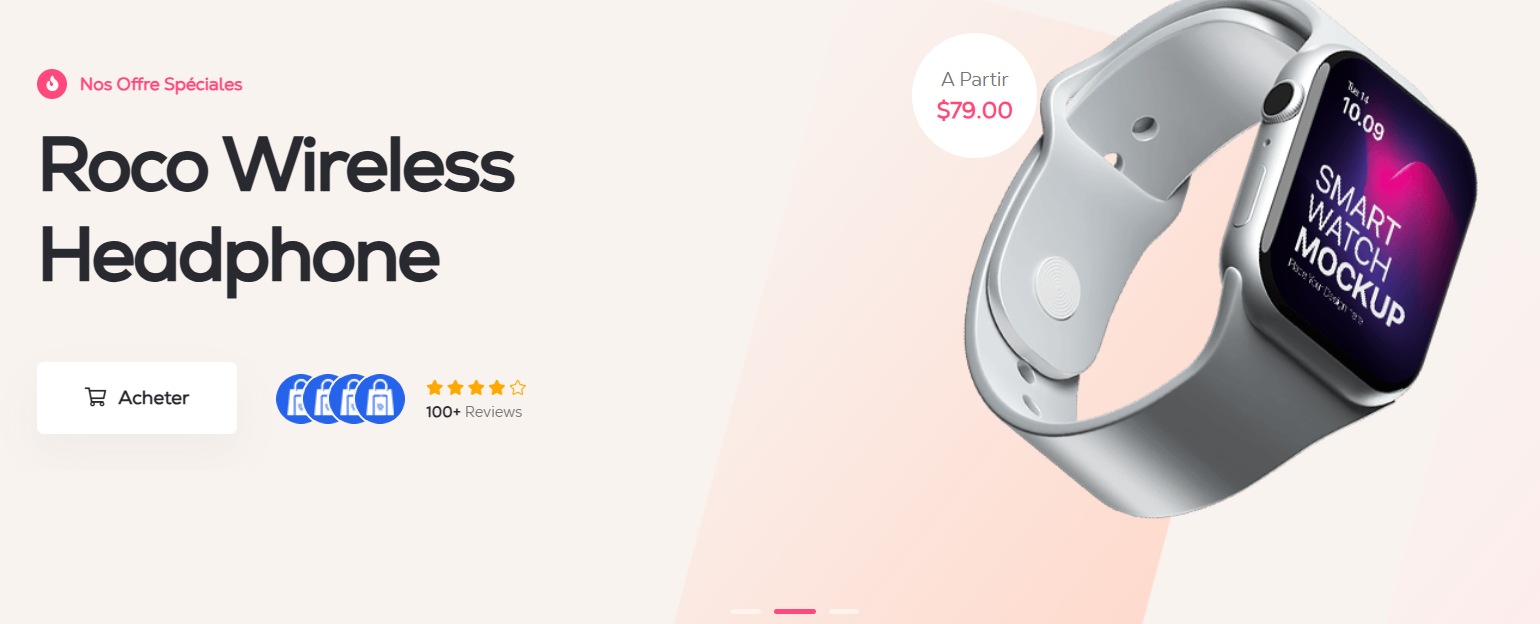 Nos Offre Spéciales
Roco Wireless
Headphone
Acheter
100+ Reviews
A Partir
$79.00
Tue 14
10.09
SMART
WATCH
MOCKUP
Place Your Design Here